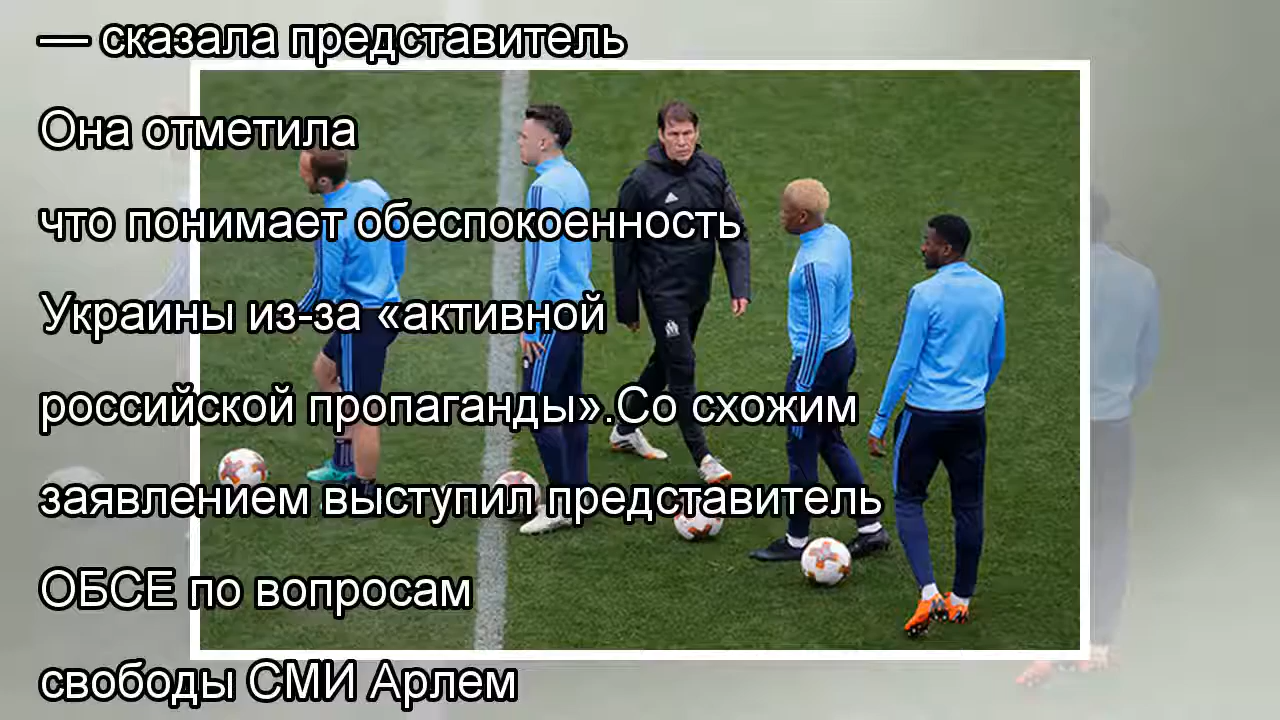 — сказала представитель
Она отметила
что понимает обеспокоенность
Украины из-за «активной
российской пропаганды».Со схожим
заявлением выступил представитель
ОБСЕ по вопросам
свободы СМИ Арлем